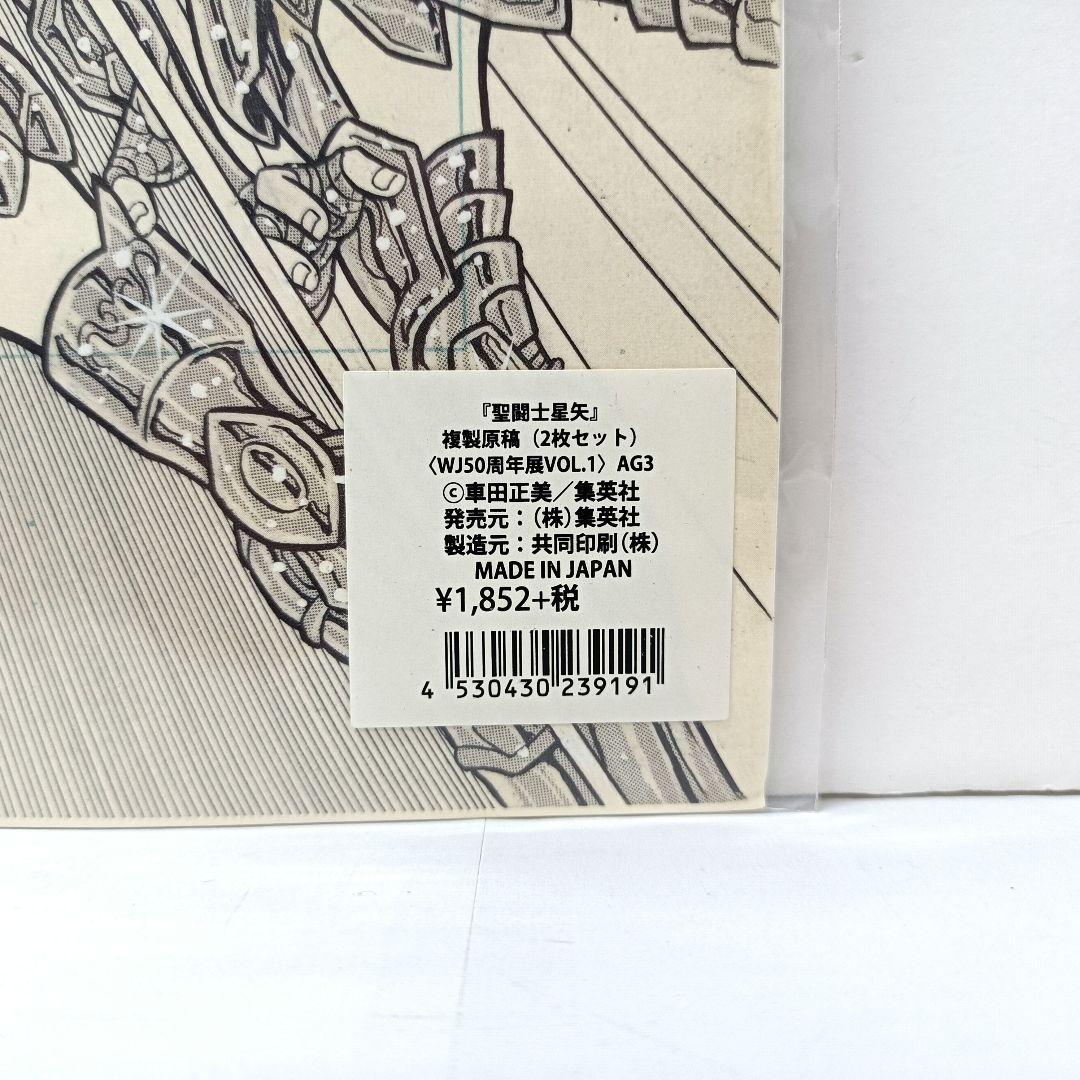 『聖闘士星矢』
複製原稿（2枚セット）
〈WJ50周年展VOL.1〉AG3
ⓒ車田正美／集英社
発売元：（株）集英社
製造元：共同印刷（株）
MADE IN JAPAN
¥1,852+税
4 530430 239191